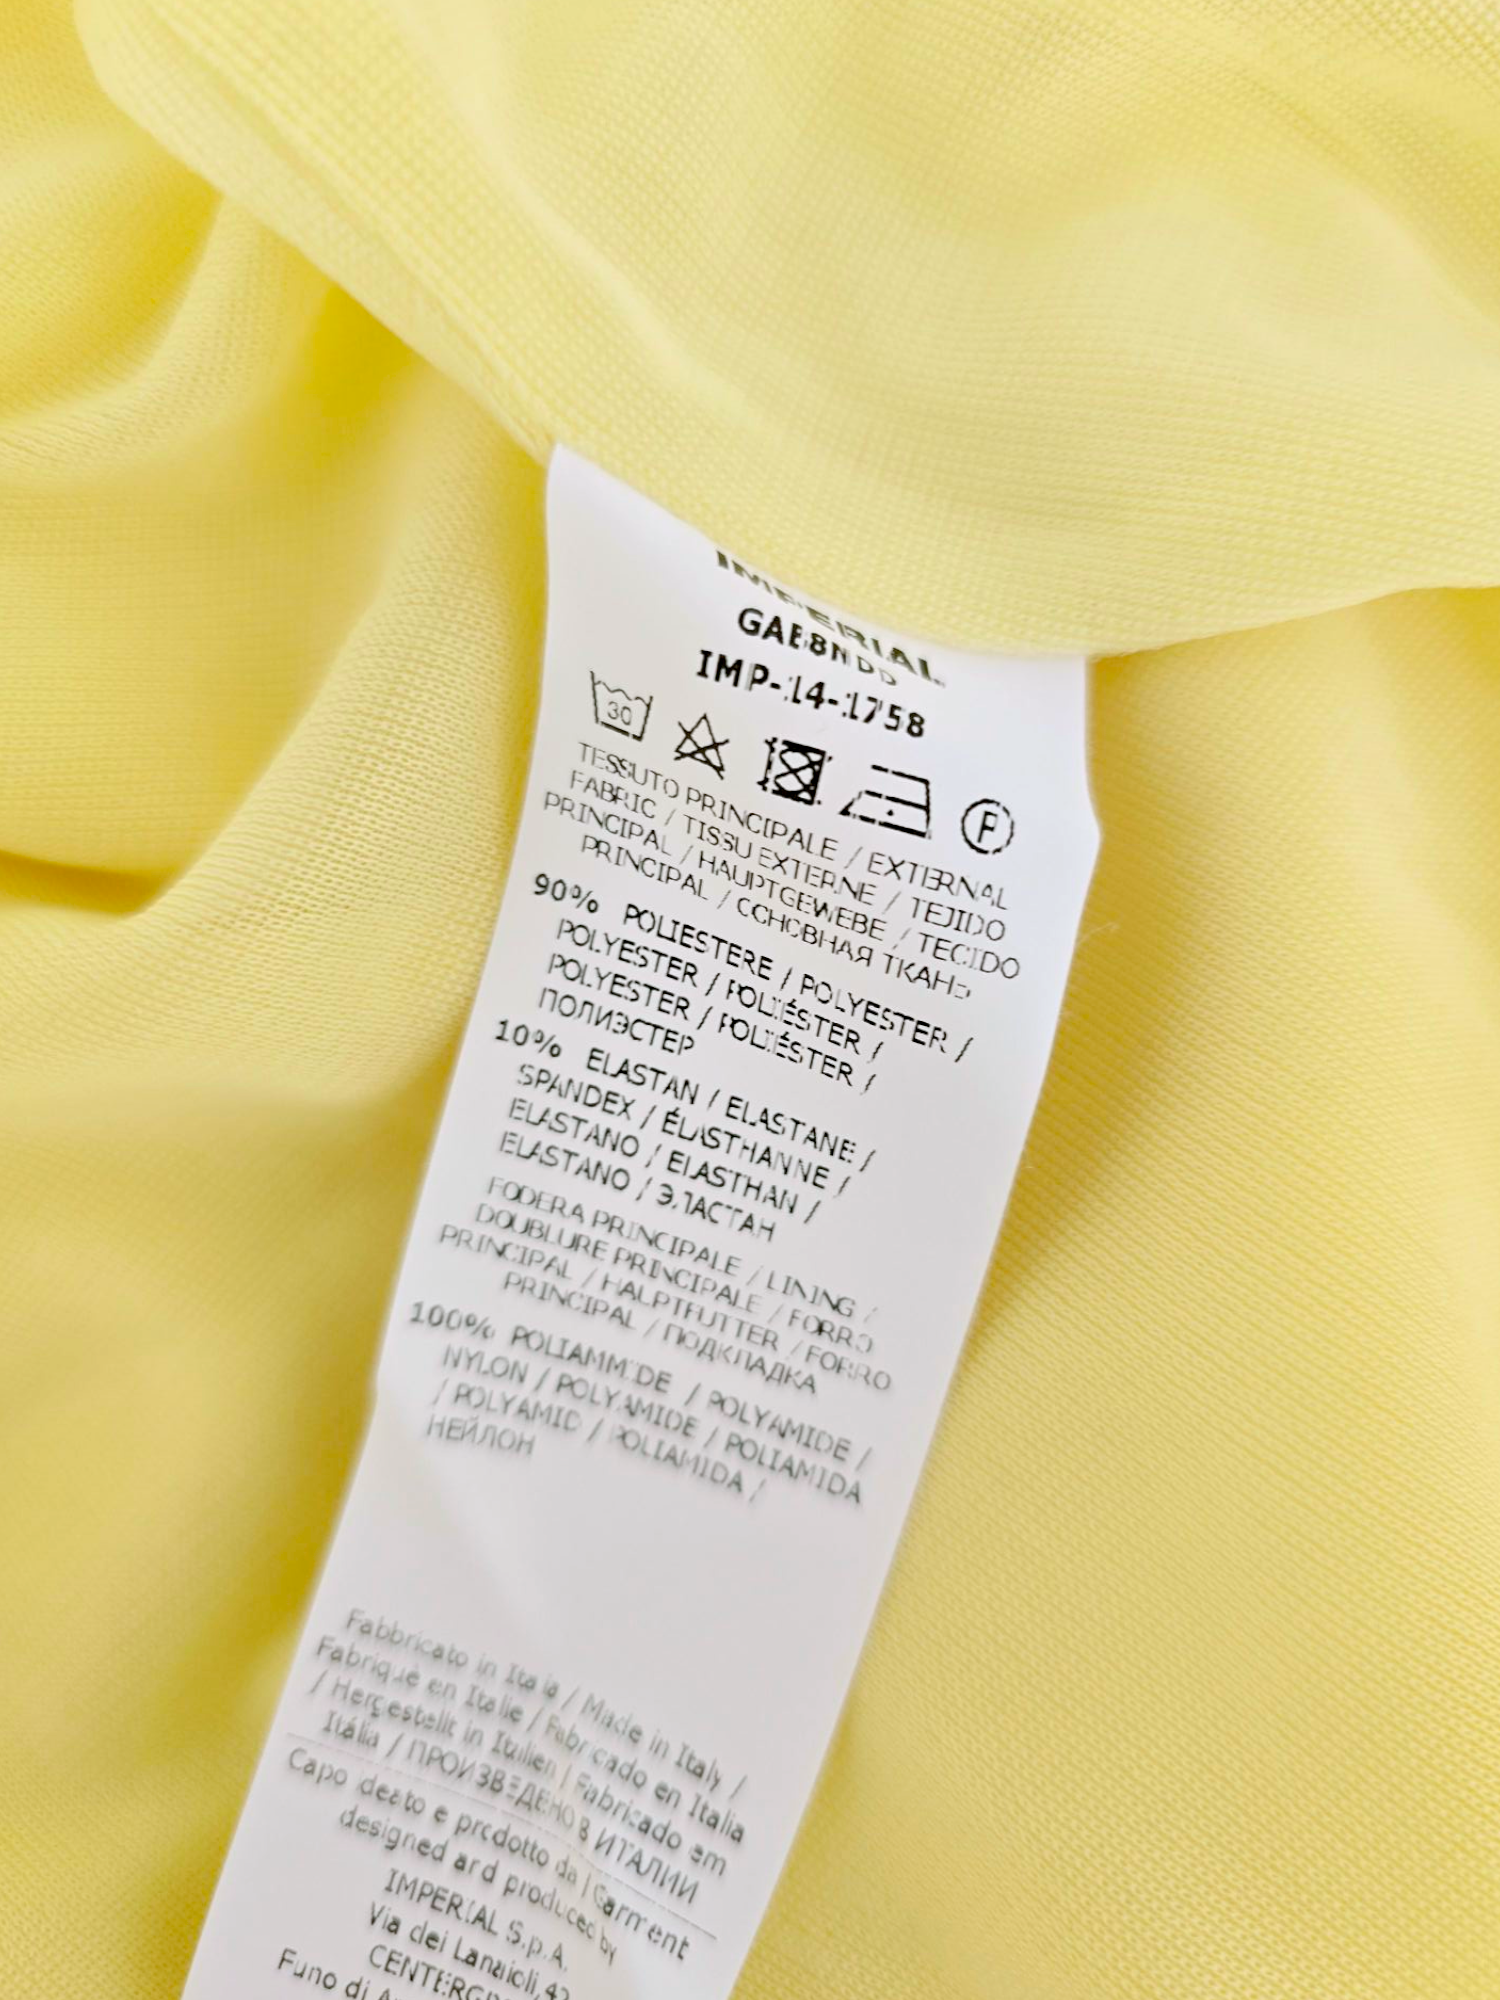 IMPERIAL
IMP-14-1758
30
TESSUTO PRINCIPALE / EXTERNAL
FABRIC / TISSU EXTERNE / TEJIDO
PRINCIPAL / HAUPTGEWEBE / TECIDO
PRINCIPAL / ОСНОВНАЯ ТКАНЬ
90% POLIESTERE / POLYESTER /
POLYESTER / POLIÉSTER /
POLYESTER / POLIÉSTER /
ПОЛИЭСТЕР
10% ELASTAN / ELASTANE /
SPANDEX / ÉLASTHANNE /
ELASTANO / ELASTHAN /
ELASTANO / ЭЛАСТАН
FODERA PRINCIPALE / LINING /
DOUBLURE PRINCIPALE / FORRO
PRINCIPAL / HAUPTFUTTER / FORRO
PRINCIPAL / ПОДКЛАДКА
100% POLIAMMIDE / POLYAMIDE /
NYLON / POLYAMIDE / POLIAMIDA
/ POLYAMID / POLIAMIDA /
НЕЙЛОН
Fabbricato in Italia / Made in Italy /
Fabriqué en Italie / Fabricado en Italia
/ Hergestellt in Italien / Fabricado em
Itália / ПРОИЗВЕДЕНО В ИТАЛИИ
Capo ideato e prodotto da / Garment
designed and produced by
IMPERIAL S.p.A.
Via dei Lanaioli, 42
Funo di
P